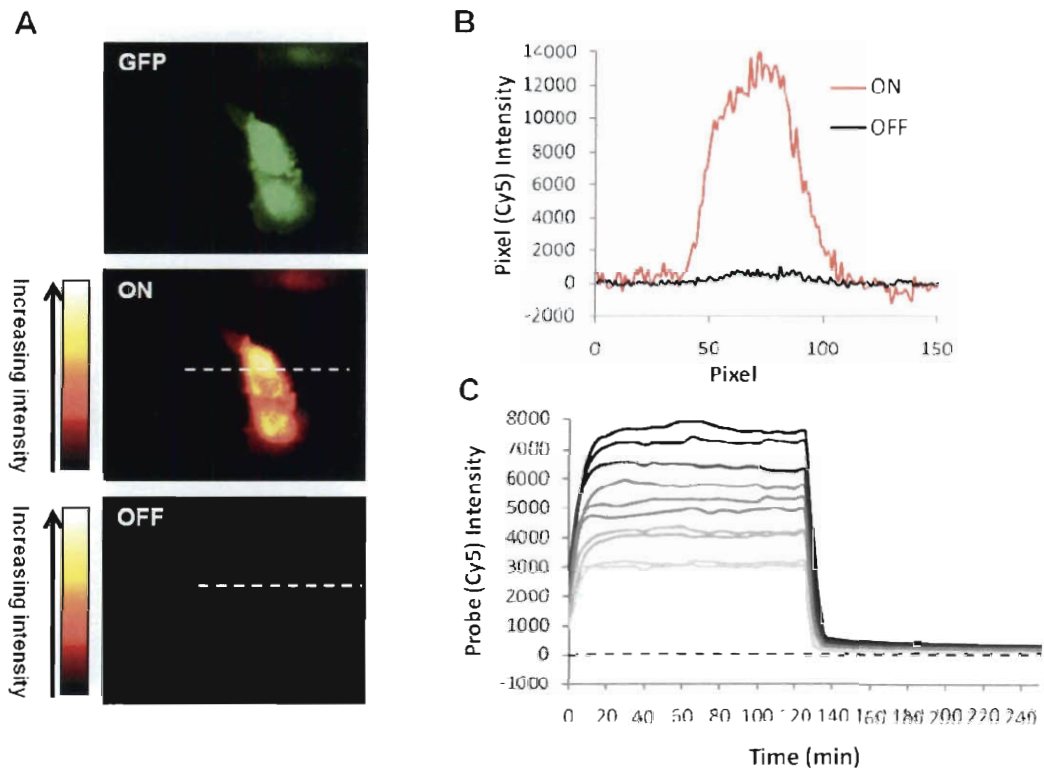 A
GFP
ON
Increasing intensity
OFF
Increasing intensity
B
Pixel (Cy5) Intensity
14000
12000
10000
8000
6000
4000
2000
0
-2000
0
50
100
150
Pixel
ON
OFF
C
Probe (Cy5) Intensity
8000
7000
6000
5000
4000
3000
2000
1000
0
-1000
0 20 40 60 80 100 120 140 160 180 200 220 240
Time (min)